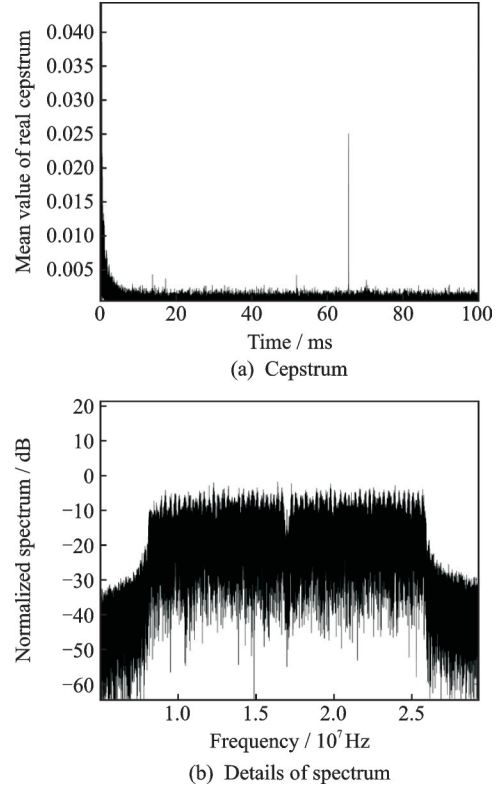 0.040
0.035
0.030
0.025
0.020
0.015
0.010
0.005
Mean value of real cepstrum
0 20 40 60 80 100
Time / ms
(a) Cepstrum
20
10
0
−10
−20
−30
−40
−50
−60
Normalized spectrum / dB
1.0 1.5 2.0 2.5
Frequency / 10⁷Hz
(b) Details of spectrum